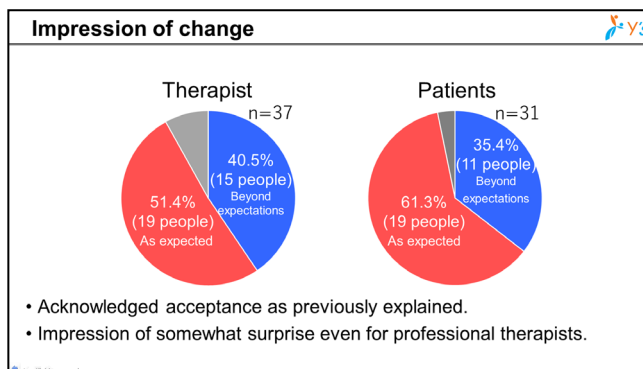 Impression of change
Therapist
n=37
40.5%
(15 people)
Beyond
expectations
51.4%
(19 people)
As expected
Patients
n=31
35.4%
(11 people)
Beyond
expectations
61.3%
(19 people)
As expected
• Acknowledged acceptance as previously explained.
• Impression of somewhat surprise even for professional therapists.